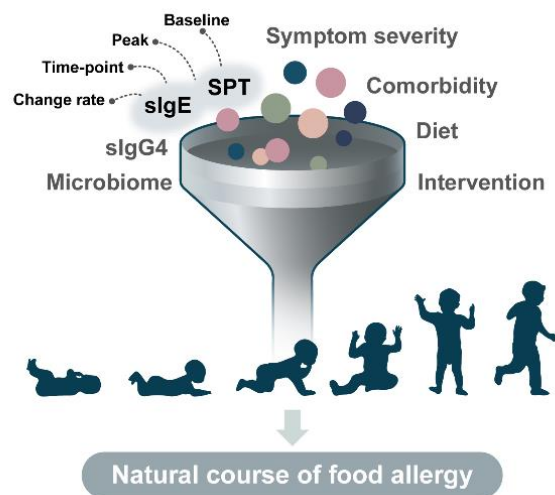 Baseline
Peak
Time-point
Change rate
SPT
sIgE
sIgG4
Microbiome
Symptom severity
Comorbidity
Diet
Intervention
Natural course of food allergy